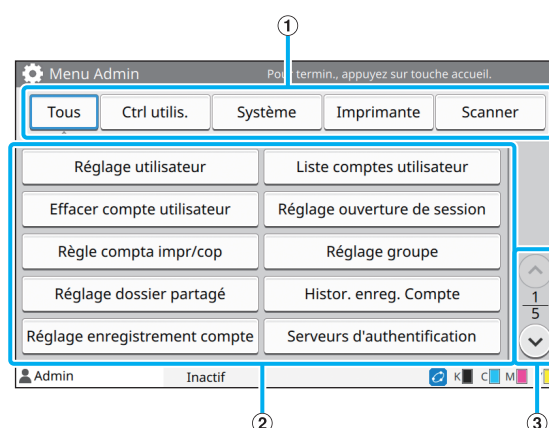 1
Menu Admin Pour termin., appuyez sur touche accueil.
Tous Ctrl utilis. Système Imprimante Scanner
Réglage utilisateur Liste comptes utilisateur
Effacer compte utilisateur Réglage ouverture de session
Règle compta impr/cop Réglage groupe
Réglage dossier partagé Histor. enreg. Compte
1
5
Réglage enregistrement compte Serveurs d'authentification
Admin Inactif K C M Y
2 3